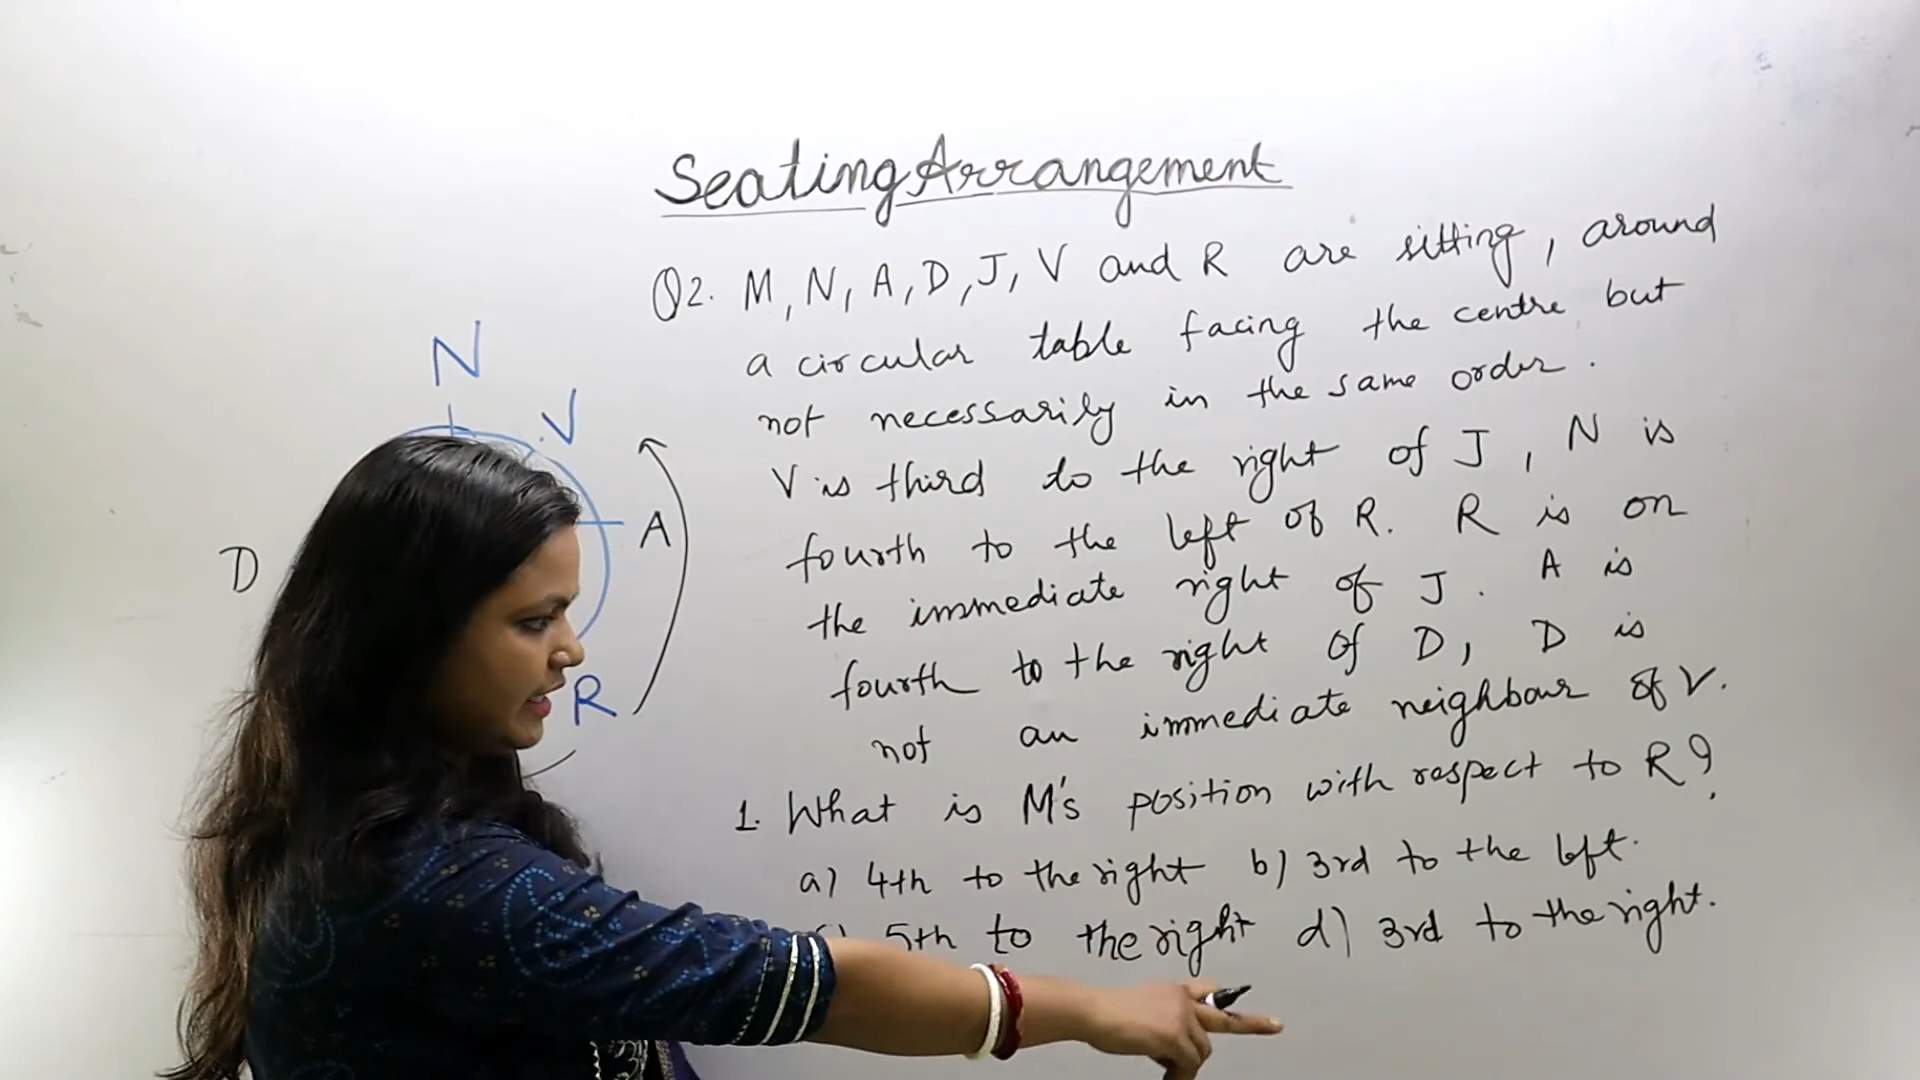 Seating Arrangement
Q2. M, N, A, D, J, V and R are sitting, around
a circular table facing the centre but
not necessarily in the same order.
V is third to the right of J, N is
fourth to the left of R. R is on
the immediate right of J. A is
fourth to the right of D, D is
not an immediate neighbour of V.
1. What is M's position with respect to R?
a) 4th to the right b) 3rd to the left.
5th to the right d) 3rd to the right.
N
V
A
D
R